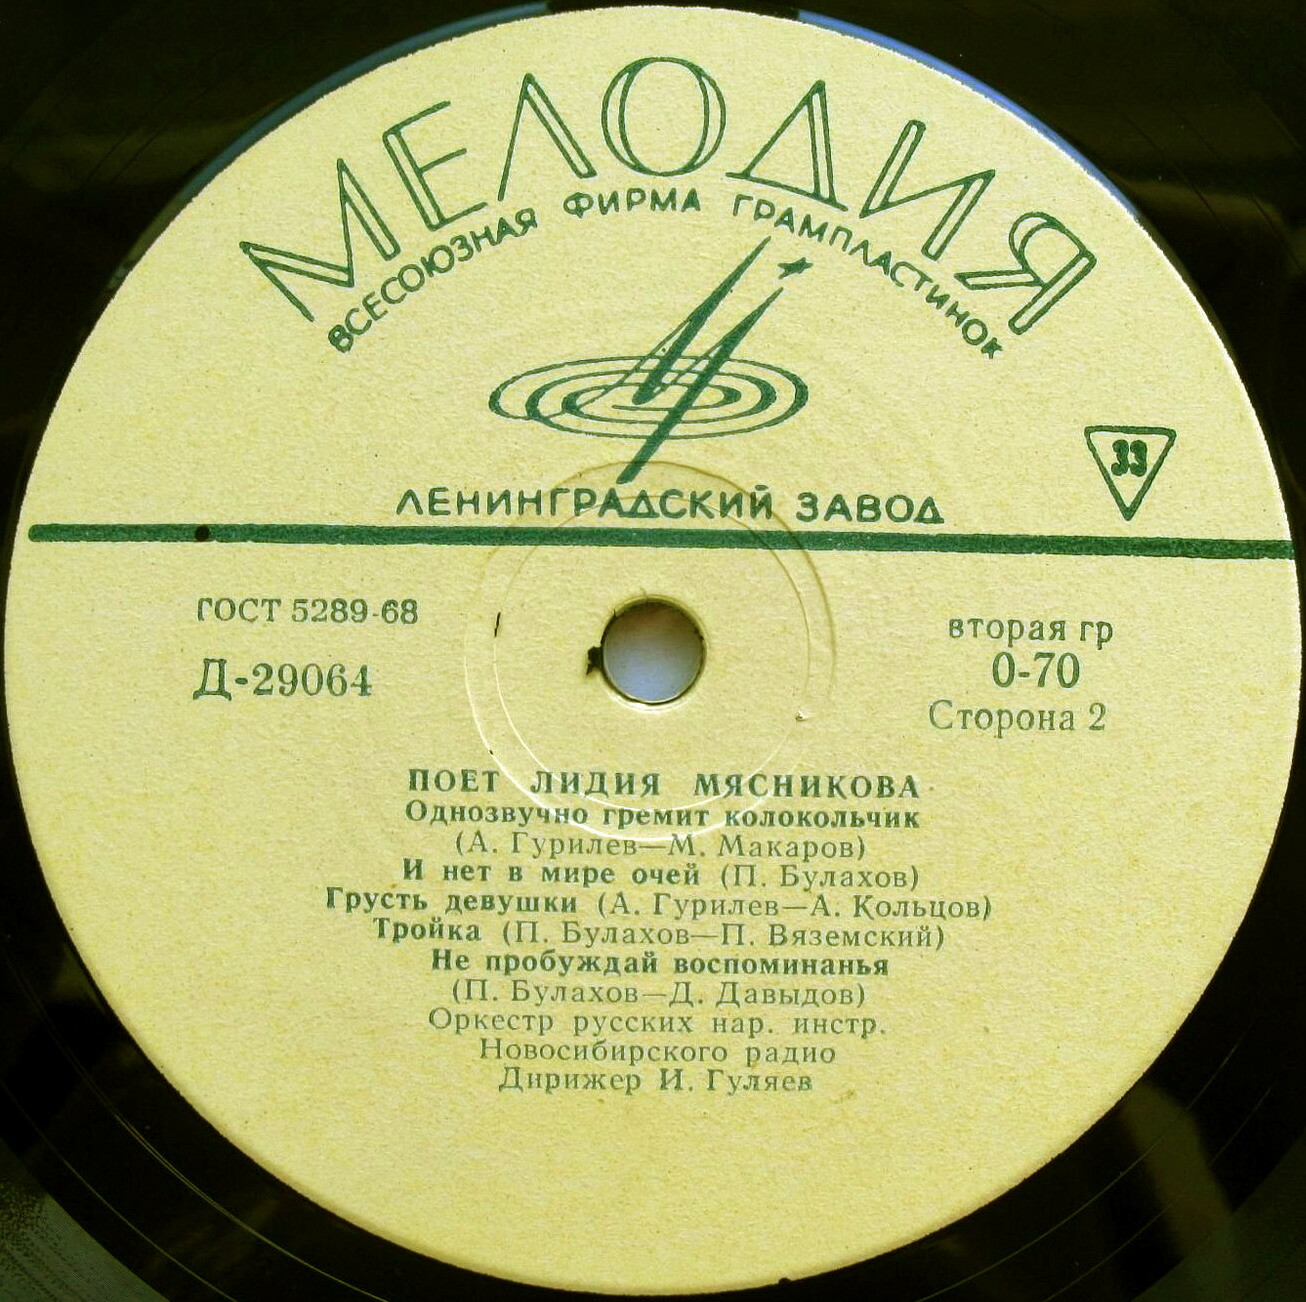 МЕЛОДИЯ
ВСЕСОЮЗНАЯ ФИРМА ГРАМПЛАСТИНОК
33
ЛЕНИНГРАДСКИЙ ЗАВОД
ГОСТ 5289-68
Д-29064
вторая гр
0-70
Сторона 2
ПОЕТ ЛИДИЯ МЯСНИКОВА
Однозвучно гремит колокольчик
(А. Гурилев—М. Макаров)
И нет в мире очей (П. Булахов)
Грусть девушки (А. Гурилев—А. Кольцов)
Тройка (П. Булахов—П. Вяземский)
Не пробуждай воспоминанья
(П. Булахов—Д. Давыдов)
Оркестр русских нар. инстр.
Новосибирского радио
Дирижер И. Гуляев